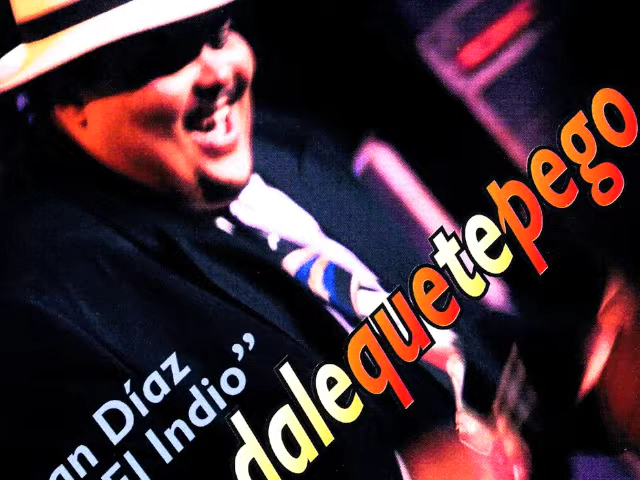 an Díaz
El Indio”
dalequetepego